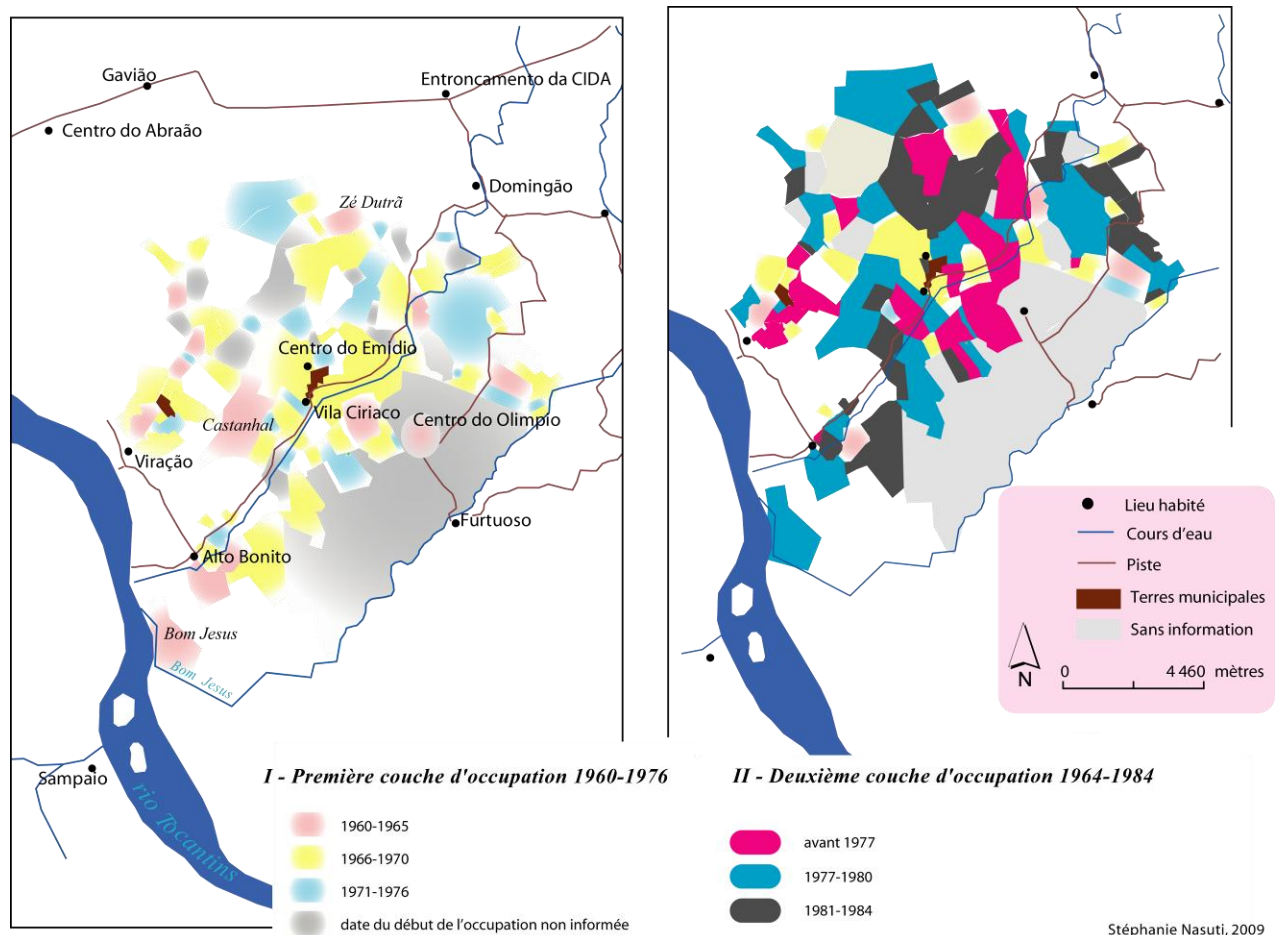 Gavião
Entroncamento da CIDA
Centro do Abraão
Domingão
Zé Dutrã
Centro do Emídio
Vila Ciriaco
Castanhal
Centro do Olimpio
Viração
Furtuoso
Alto Bonito
Bom Jesus
Bom Jesus
Sampaio
rio Tocantins
Lieu habité
Cours d'eau
Piste
Terres municipales
Sans information
N
0 4 460 mètres
I - Première couche d'occupation 1960-1976
1960-1965
1966-1970
1971-1976
date du début de l'occupation non informée
II - Deuxième couche d'occupation 1964-1984
avant 1977
1977-1980
1981-1984
Stéphanie Nasuti, 2009